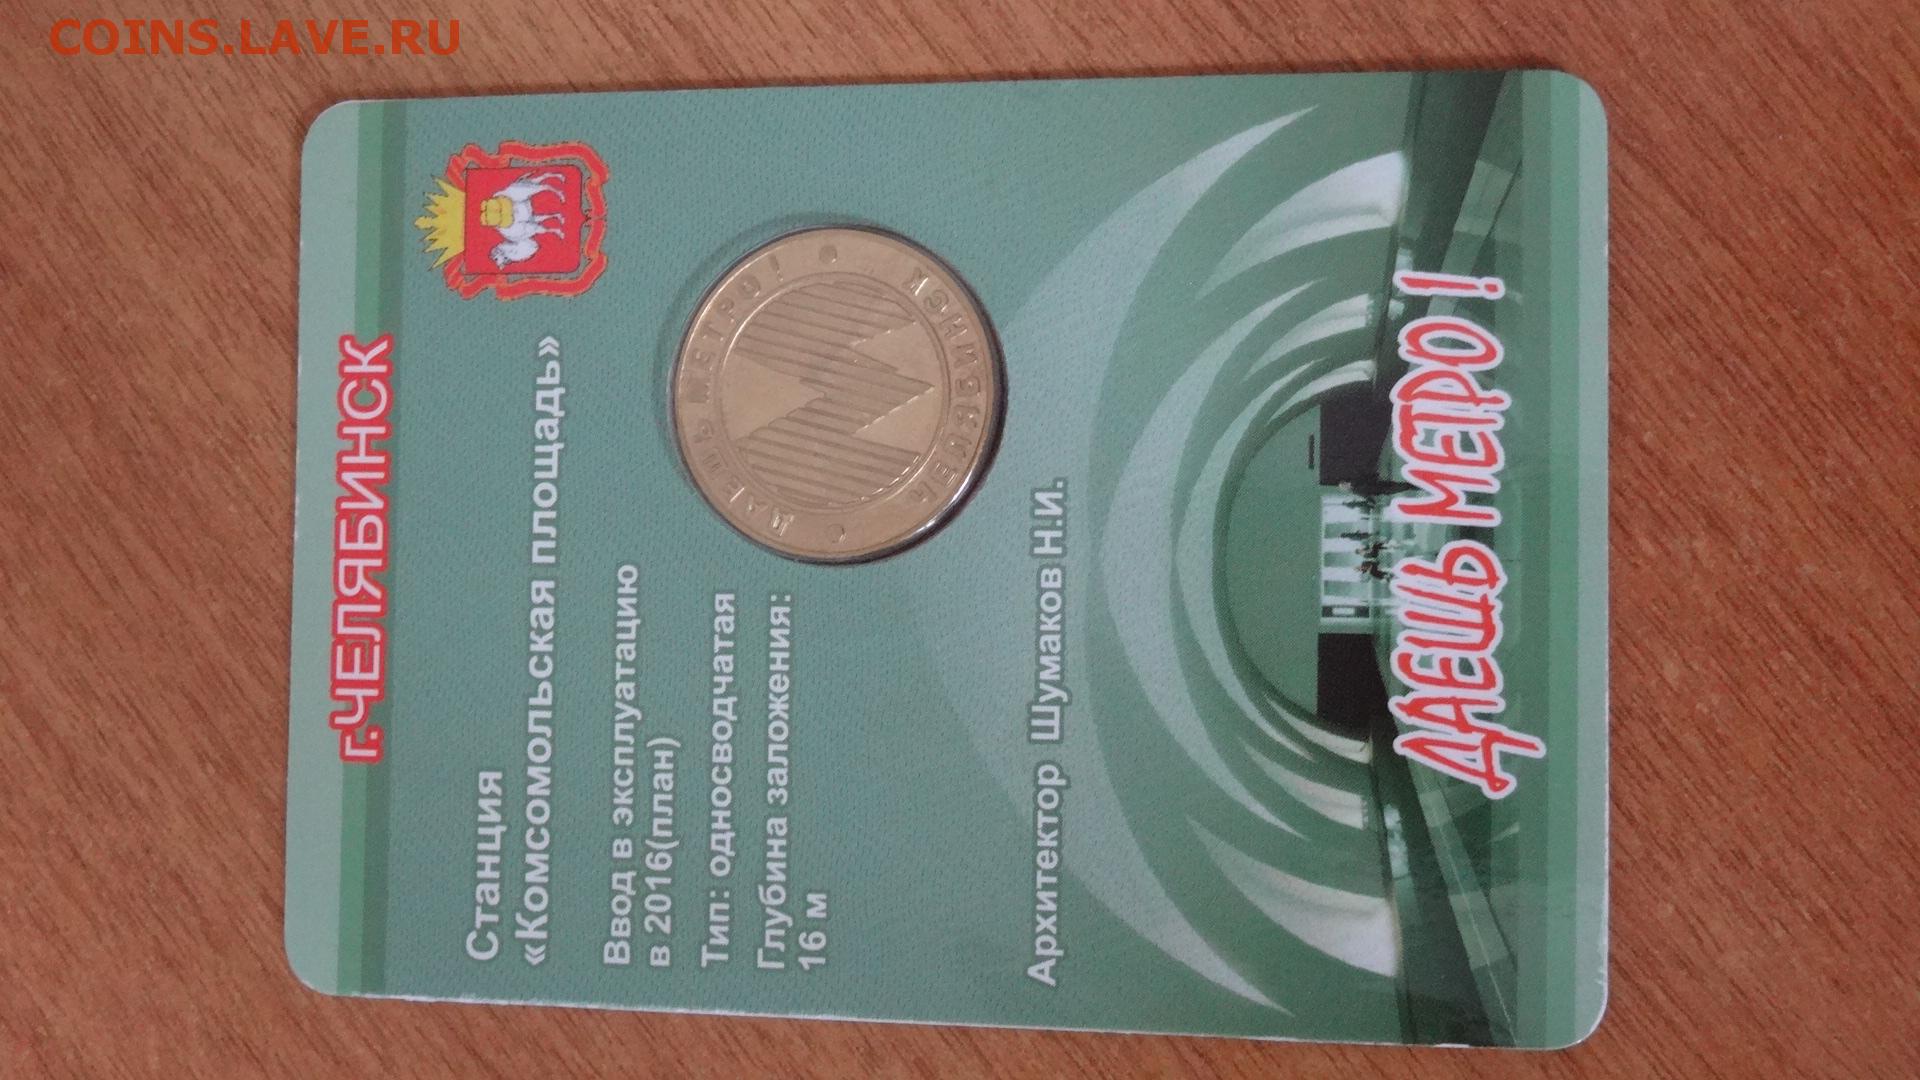 COINS.LAVE.RU
г.ЧЕЛЯБИНСК
Станция
«Комсомольская площадь»
Ввод в эксплуатацию
в 2016(план)
Тип: односводчатая
Глубина заложения:
16 м
ДАЕШЬ МЕТРО!
ЧЕЛЯБИНСК
Архитектор Шумаков Н.И.
ДАЕШЬ МЕТРО !